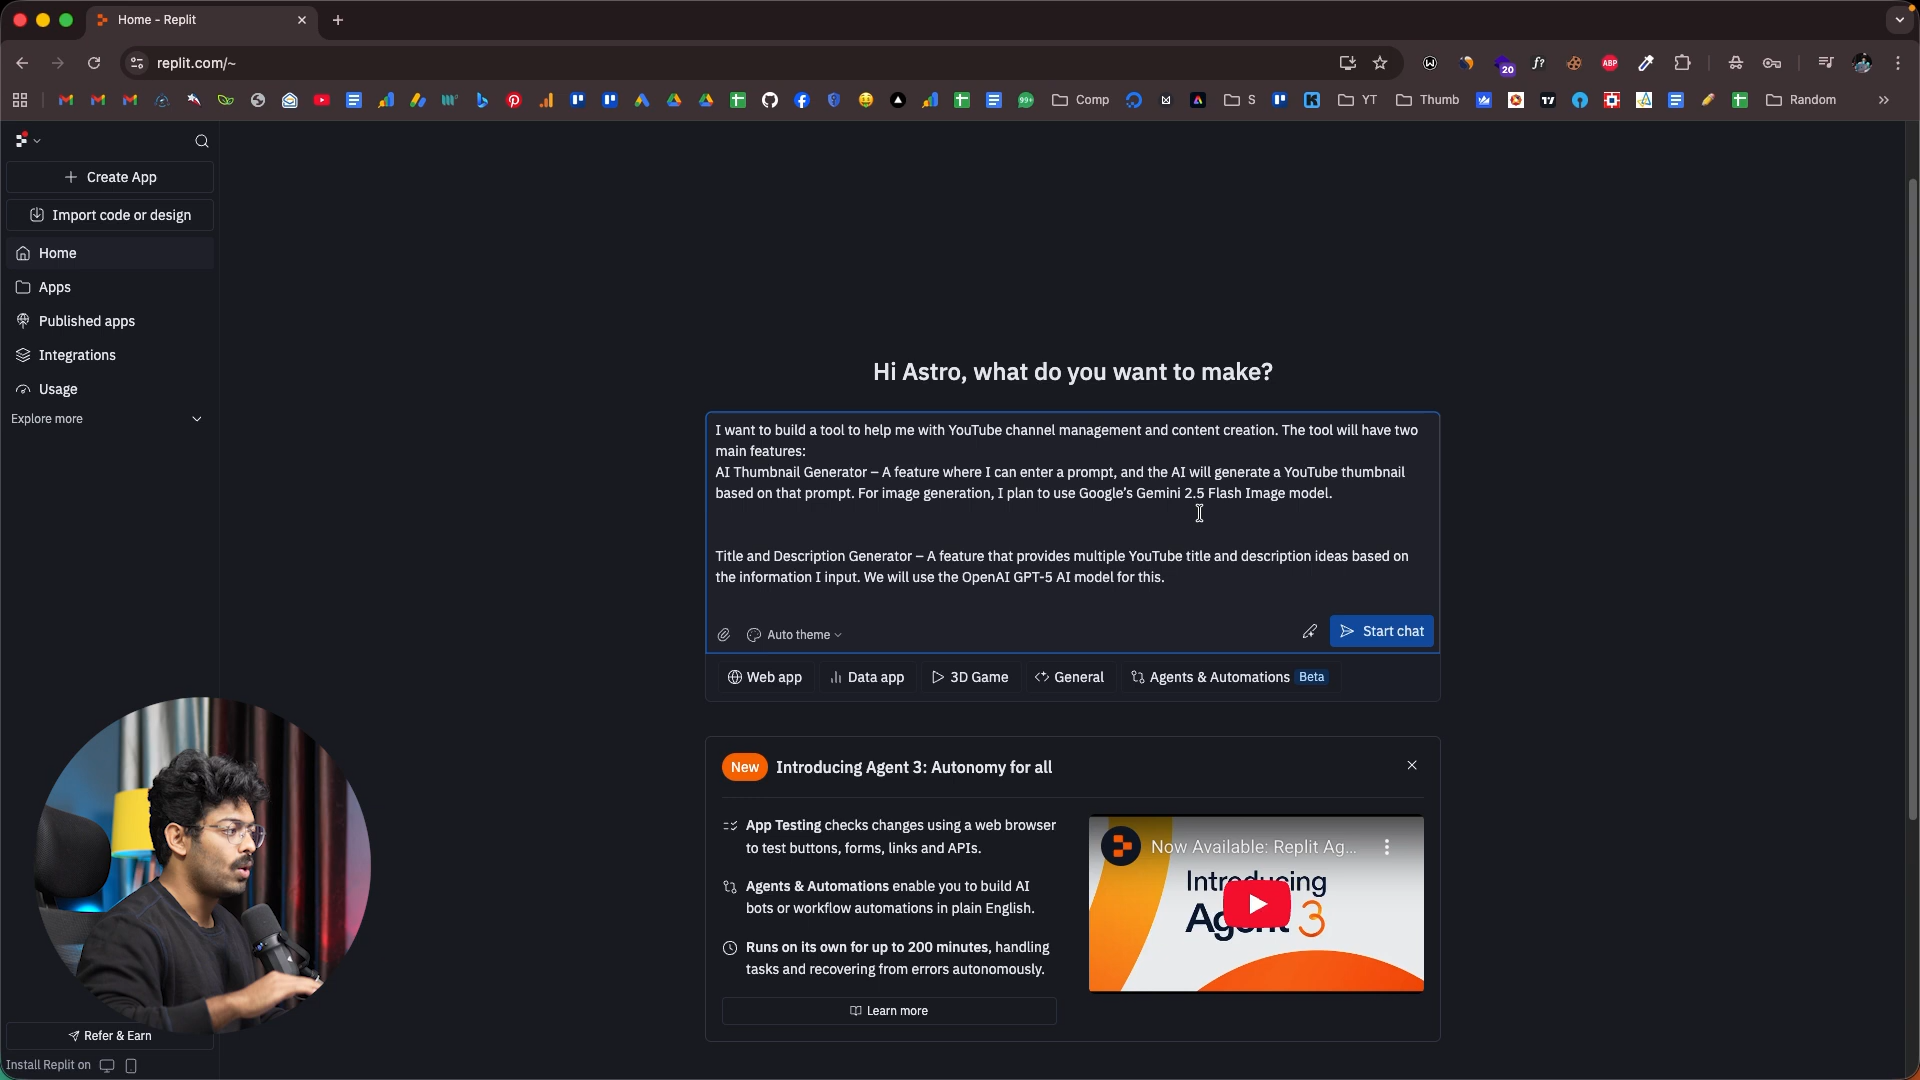 Home - Replit
replit.com/~
20
f?
ABP
99+
Comp
S
YT
Thumb
Random
Create App
Import code or design
Home
Apps
Published apps
Integrations
Usage
Explore more
Hi Astro, what do you want to make?
I want to build a tool to help me with YouTube channel management and content creation. The tool will have two
main features:
AI Thumbnail Generator – A feature where I can enter a prompt, and the AI will generate a YouTube thumbnail
based on that prompt. For image generation, I plan to use Google’s Gemini 2.5 Flash Image model.
Title and Description Generator – A feature that provides multiple YouTube title and description ideas based on
the information I input. We will use the OpenAI GPT-5 AI model for this.
Auto theme
Start chat
Web app
Data app
3D Game
General
Agents & Automations Beta
New Introducing Agent 3: Autonomy for all
App Testing checks changes using a web browser
to test buttons, forms, links and APIs.
Agents & Automations enable you to build AI
bots or workflow automations in plain English.
Runs on its own for up to 200 minutes, handling
tasks and recovering from errors autonomously.
Learn more
Now Available: Replit Ag...
Introducing
Agent 3
Refer & Earn
Install Replit on